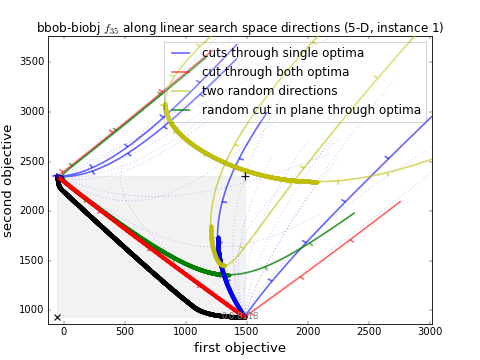 bbob-biobj f35 along linear search space directions (5-D, instance 1)
cuts through single optima
cut through both optima
two random directions
random cut in plane through optima
second objective
3500
3000
2500
2000
1500
1000
0
500
1000
1500
2000
2500
3000
first objective